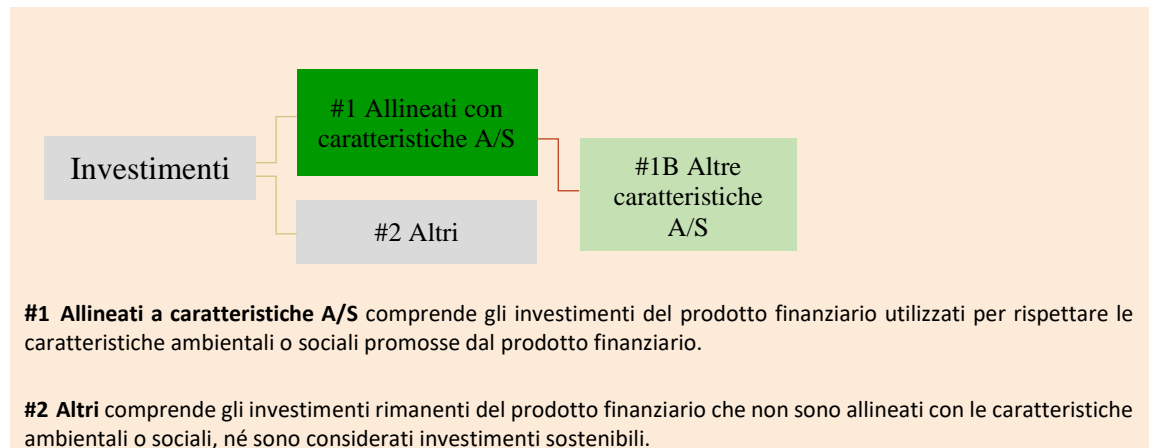 #1 Allineati con
caratteristiche A/S
Investimenti
#1B Altre
caratteristiche
A/S
#2 Altri
#1 Allineati a caratteristiche A/S comprende gli investimenti del prodotto finanziario utilizzati per rispettare le
caratteristiche ambientali o sociali promosse dal prodotto finanziario.
#2 Altri comprende gli investimenti rimanenti del prodotto finanziario che non sono allineati con le caratteristiche
ambientali o sociali, né sono considerati investimenti sostenibili.